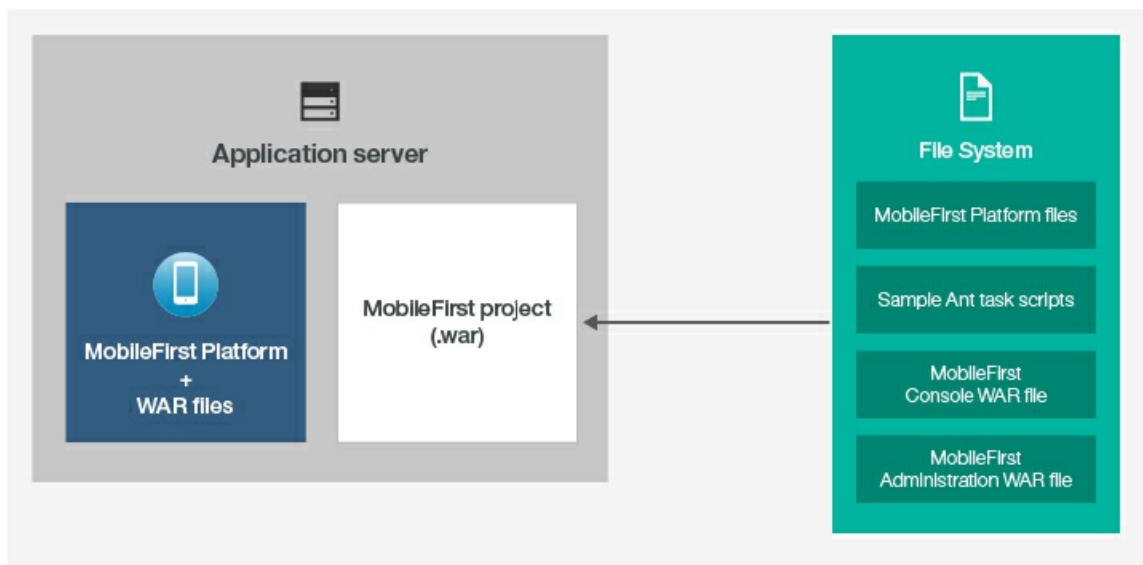 Application server
MobileFirst Platform
+
WAR files
MobileFirst project
(.war)
File System
MobileFirst Platform files
Sample Ant task scripts
MobileFirst
Console WAR file
MobileFirst
Administration WAR file